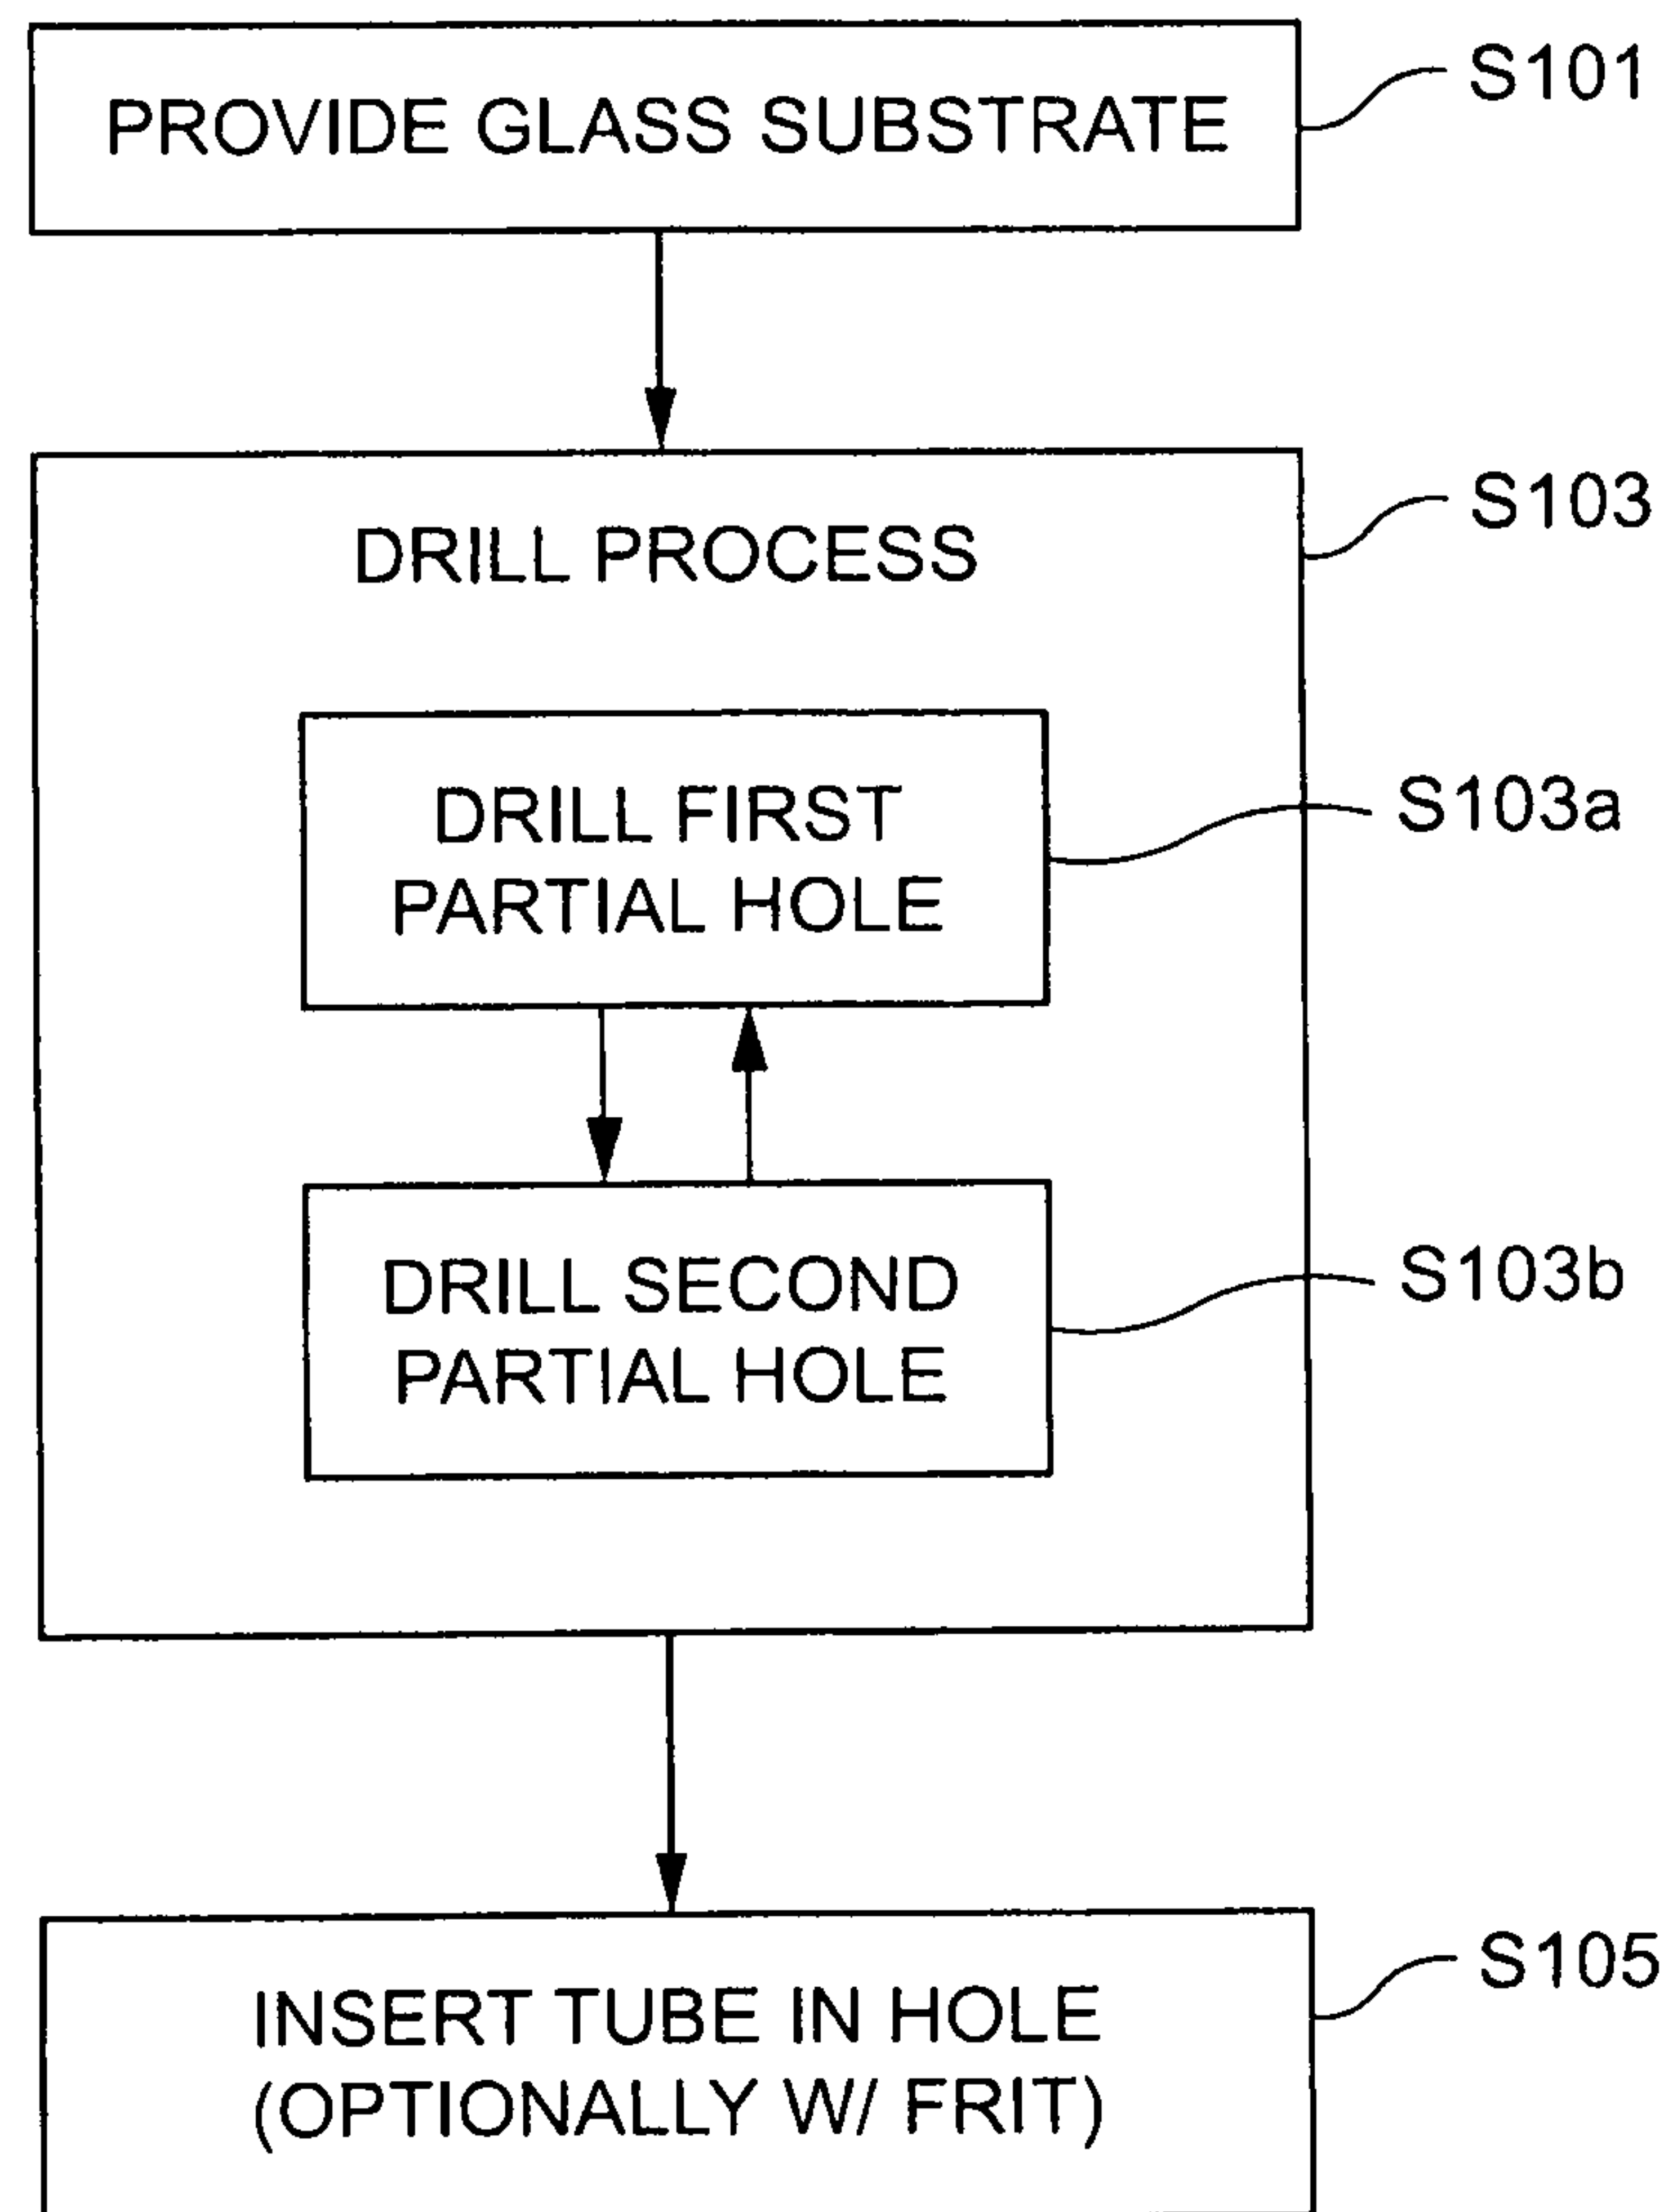 PROVIDE GLASS SUBSTRATE
S101
DRILL PROCESS
S103
DRILL FIRST
PARTIAL HOLE
S103a
DRILL SECOND
PARTIAL HOLE
S103b
INSERT TUBE IN HOLE
(OPTIONALLY W/ FRIT)
S105